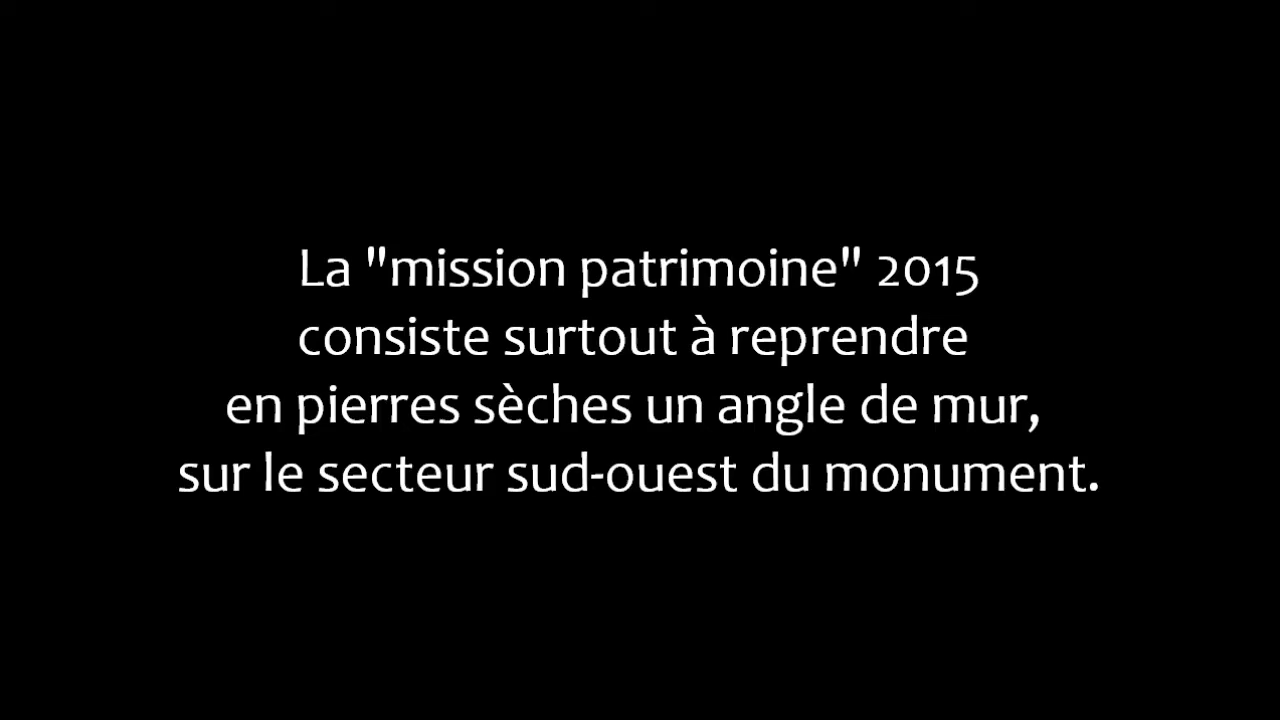 La "mission patrimoine" 2015
consiste surtout à reprendre
en pierres sèches un angle de mur,
sur le secteur sud-ouest du monument.